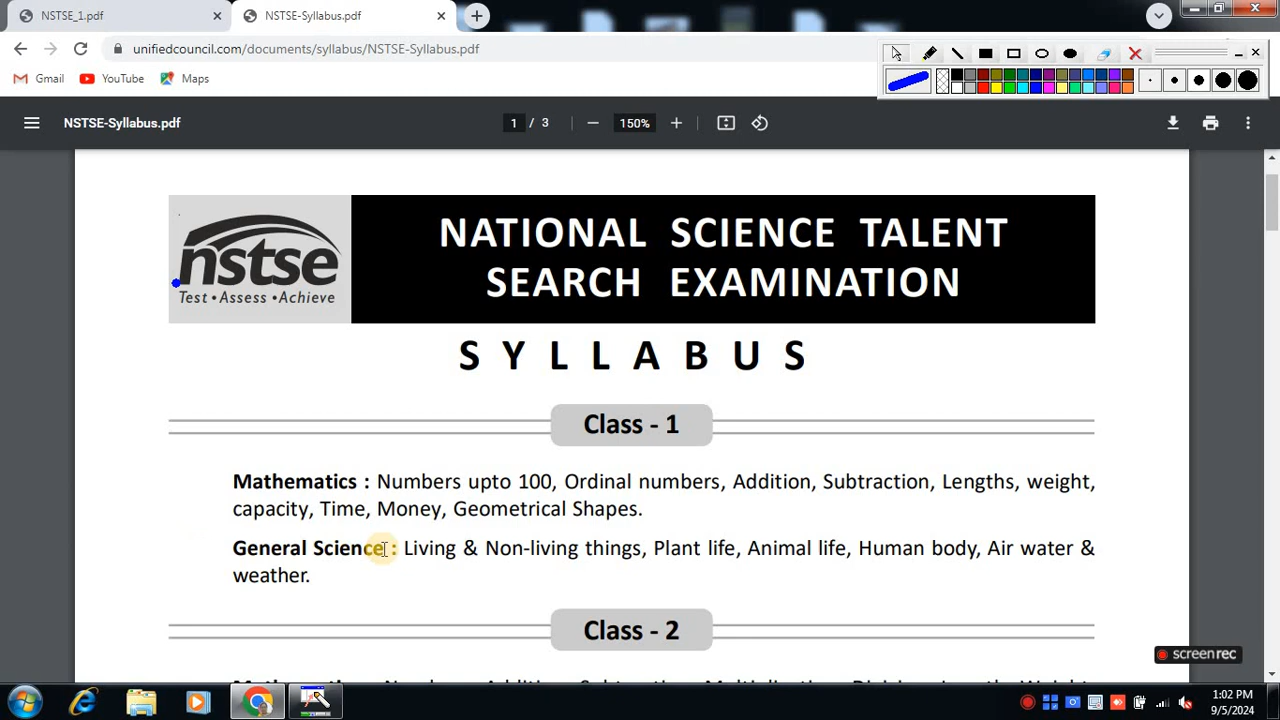 NSTSE_1.pdf
NSTSE-Syllabus.pdf
unifiedcouncil.com/documents/syllabus/NSTSE-Syllabus.pdf
Gmail
YouTube
Maps
NSTSE-Syllabus.pdf
1 / 3
150%
nstse
Test • Assess • Achieve
NATIONAL SCIENCE TALENT
SEARCH EXAMINATION
SYLLABUS
Class - 1
Mathematics : Numbers upto 100, Ordinal numbers, Addition, Subtraction, Lengths, weight,
capacity, Time, Money, Geometrical Shapes.
General Science : Living & Non-living things, Plant life, Animal life, Human body, Air water &
weather.
Class - 2
screenrec
1:02 PM
9/5/2024